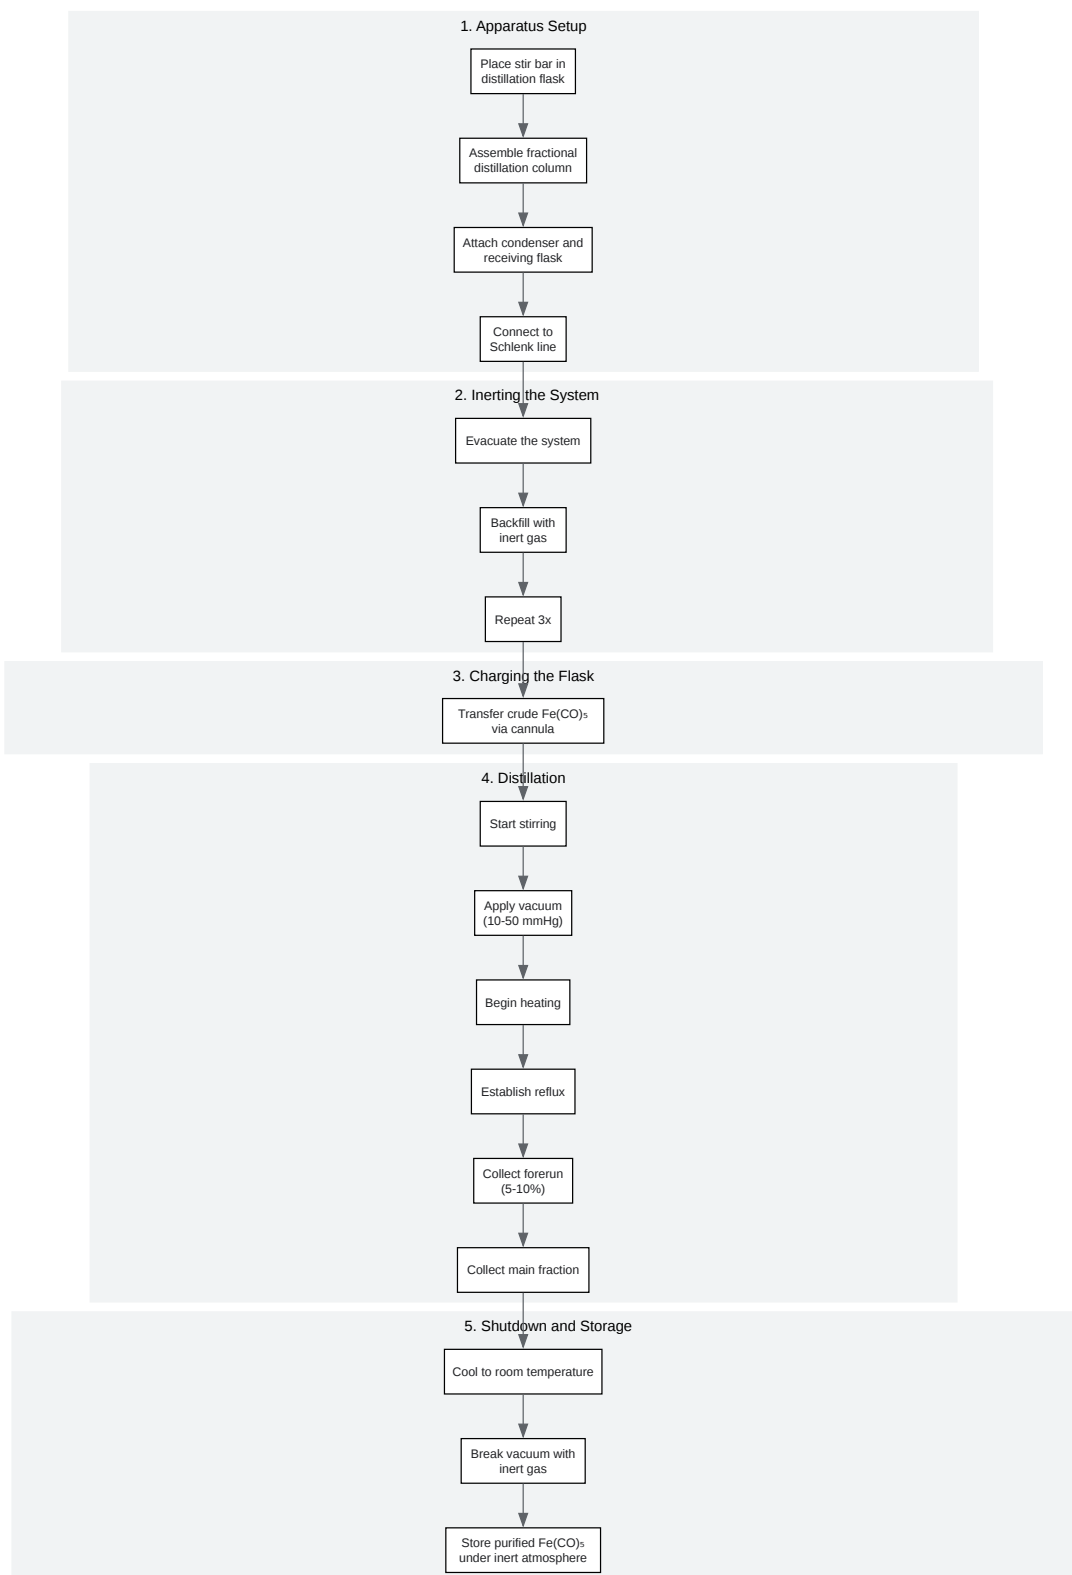 1. Apparatus Setup
Place stir bar in
distillation flask
Assemble fractional
distillation column
Attach condenser and
receiving flask
Connect to
Schlenk line
2. Inerting the System
Evacuate the system
Backfill with
inert gas
Repeat 3x
3. Charging the Flask
Transfer crude Fe(CO)₅
via cannula
4. Distillation
Start stirring
Apply vacuum
(10-50 mmHg)
Begin heating
Establish reflux
Collect forerun
(5-10%)
Collect main fraction
5. Shutdown and Storage
Cool to room temperature
Break vacuum with
inert gas
Store purified Fe(CO)₅
under inert atmosphere